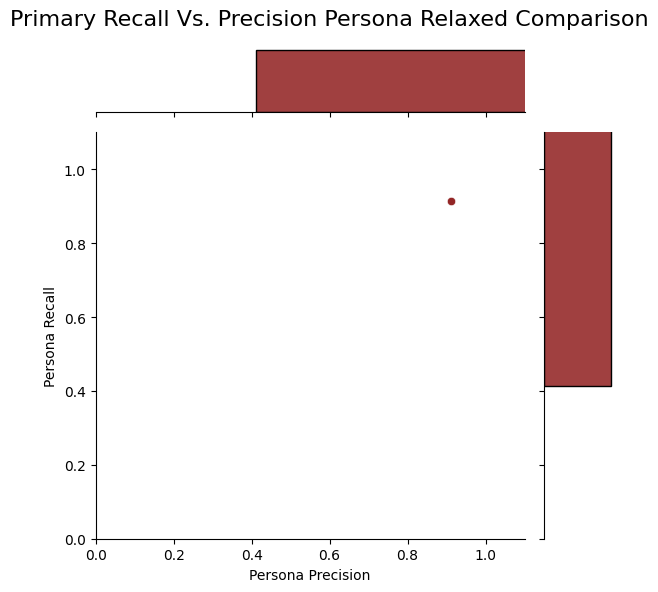 Primary Recall Vs. Precision Persona Relaxed Comparison
1.0
0.8
0.6
0.4
0.2
0.0
Persona Recall
0.0 0.2 0.4 0.6 0.8 1.0
Persona Precision